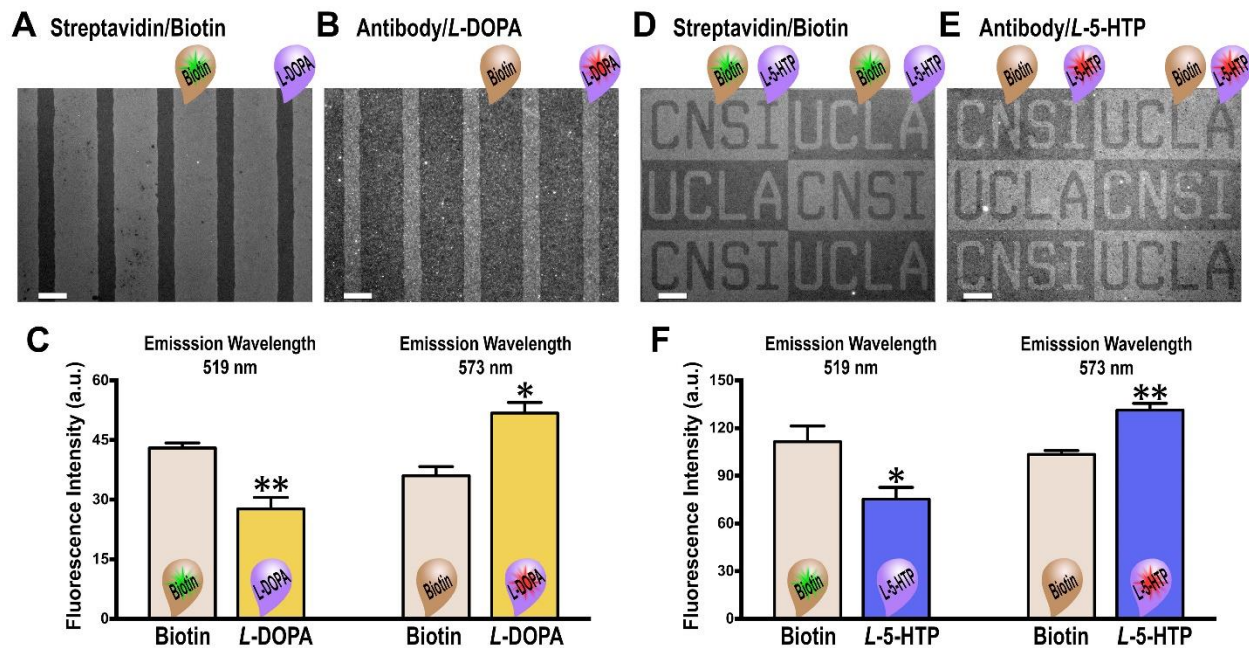 A Streptavidin/Biotin
Biotin
L-DOPA
B Antibody/L-DOPA
Biotin
L-DOPA
D Streptavidin/Biotin
Biotin
L-5-HTP
Biotin
L-5-HTP
CNSI UCLA
UCLA CNSI
CNSI UCLA
E Antibody/L-5-HTP
Biotin
L-5-HTP
Biotin
L-5-HTP
CNSI UCLA
UCLA CNSI
CNSI UCLA
C
Emisssion Wavelength
519 nm
Emisssion Wavelength
573 nm
Fluorescence Intensity (a.u.)
60
45
30
15
0
**
*
Biotin
L-DOPA
Biotin
L-DOPA
Biotin L-DOPA Biotin L-DOPA
F
Emisssion Wavelength
519 nm
Emisssion Wavelength
573 nm
Fluorescence Intensity (a.u.)
150
120
90
60
30
0
*
**
Biotin
L-5-HTP
Biotin
L-5-HTP
Biotin L-5-HTP Biotin L-5-HTP